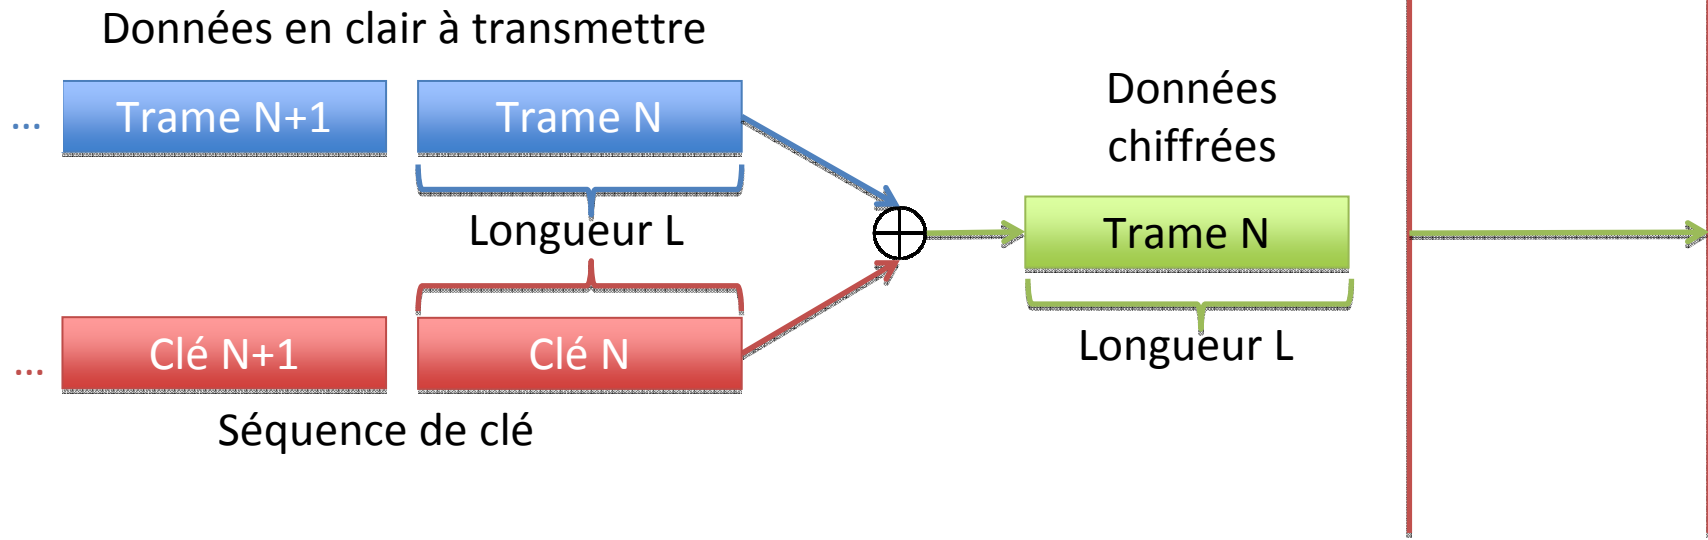 Données en clair à transmettre
... Trame N+1 Trame N
Longueur L
... Clé N+1 Clé N
Séquence de clé
Données
chiffrées
Trame N
Longueur L